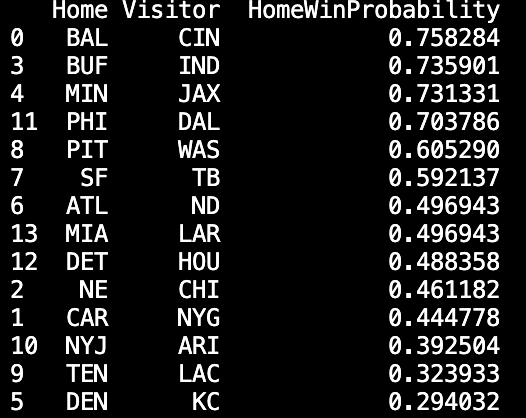 Home Visitor HomeWinProbability
0 BAL CIN 0.758284
3 BUF IND 0.735901
4 MIN JAX 0.731331
11 PHI DAL 0.703786
8 PIT WAS 0.605290
7 SF TB 0.592137
6 ATL ND 0.496943
13 MIA LAR 0.496943
12 DET HOU 0.488358
2 NE CHI 0.461182
1 CAR NYG 0.444778
10 NYJ ARI 0.392504
9 TEN LAC 0.323933
5 DEN KC 0.294032